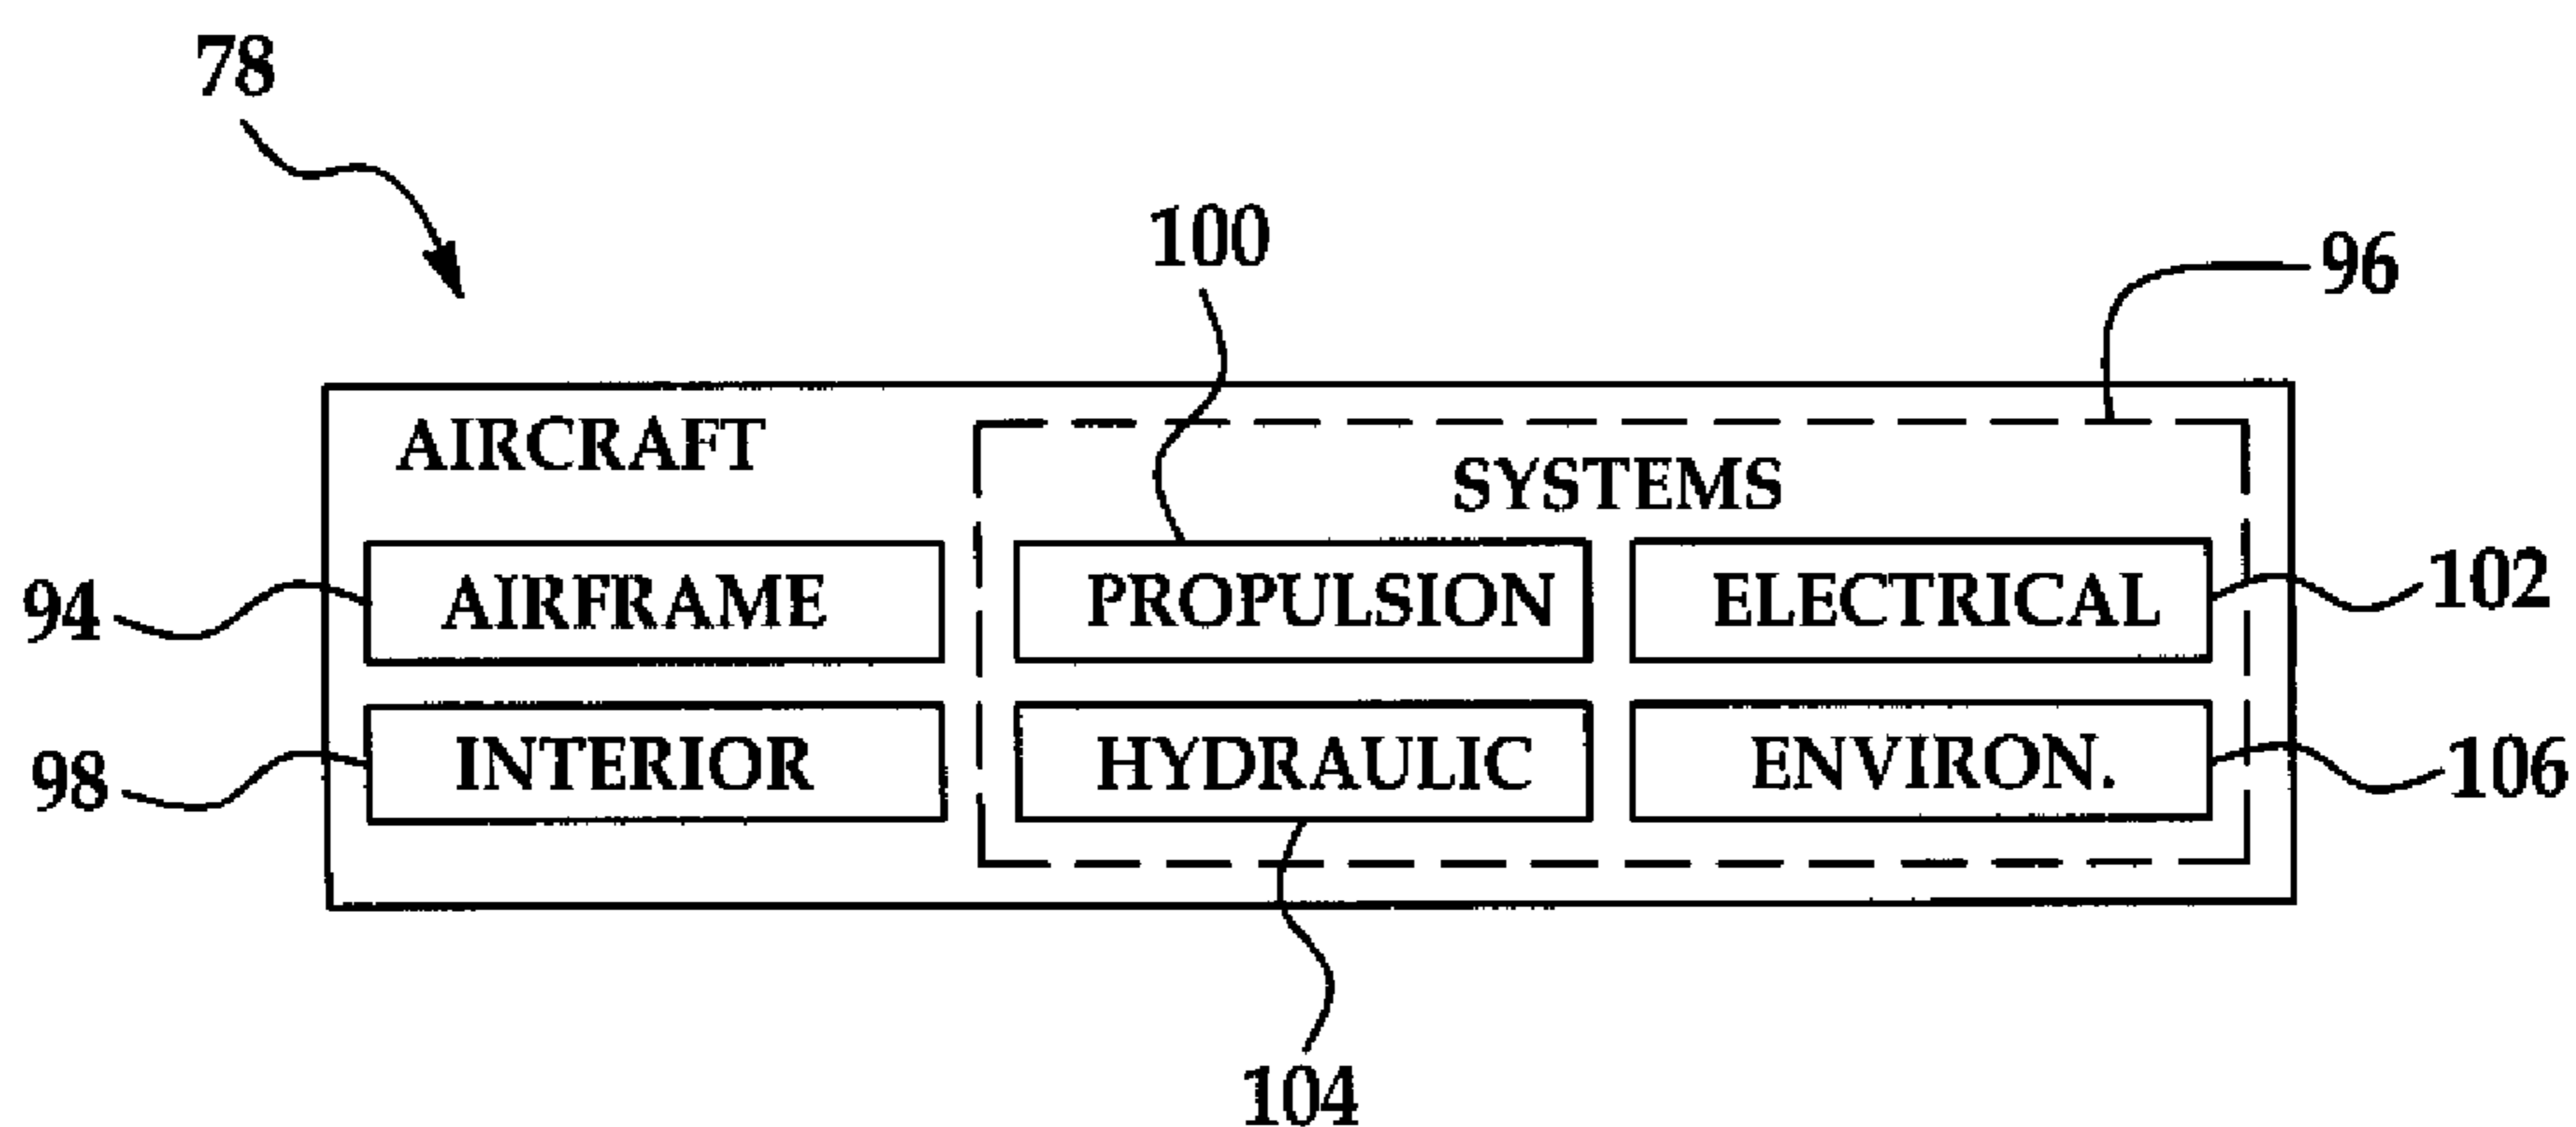 78
100
96
AIRCRAFT
SYSTEMS
94
AIRFRAME
PROPULSION
ELECTRICAL
102
98
INTERIOR
HYDRAULIC
ENVIRON.
106
104